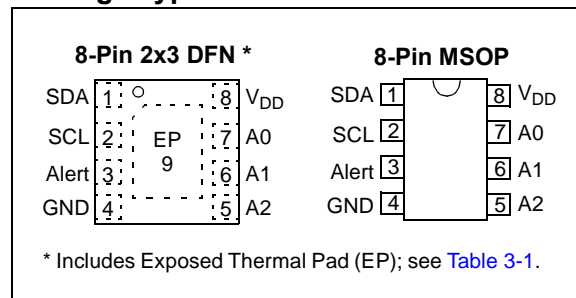 8-Pin 2x3 DFN *
SDA 1 8 VDD
SCL 2 EP 7 A0
Alert 3 9 6 A1
GND 4 5 A2
8-Pin MSOP
SDA 1 8 VDD
SCL 2 7 A0
Alert 3 6 A1
GND 4 5 A2
* Includes Exposed Thermal Pad (EP); see Table 3-1.